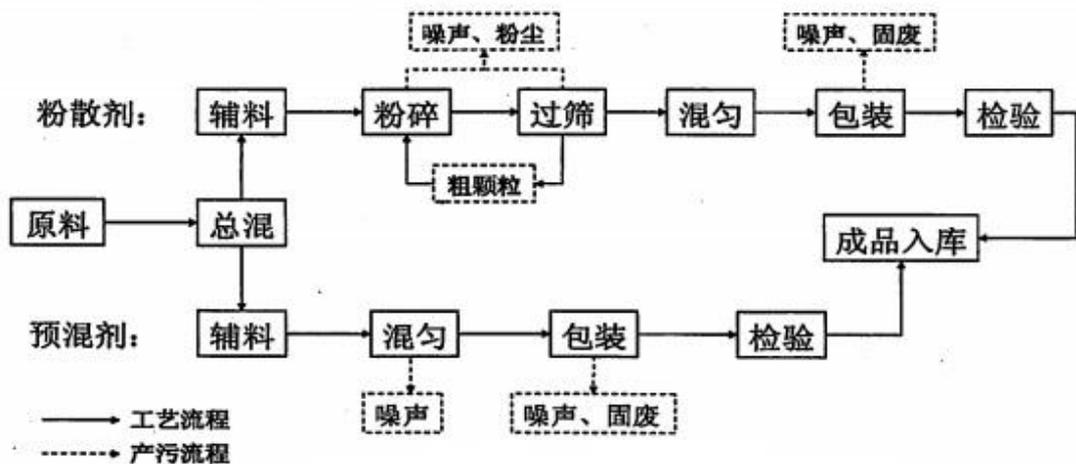 噪声、粉尘
噪声、固废
粉散剂：
辅料
粉碎
过筛
混匀
包装
检验
粗颗粒
原料
总混
成品入库
预混剂：
辅料
混匀
包装
检验
噪声
噪声、固废
工艺流程
产污流程